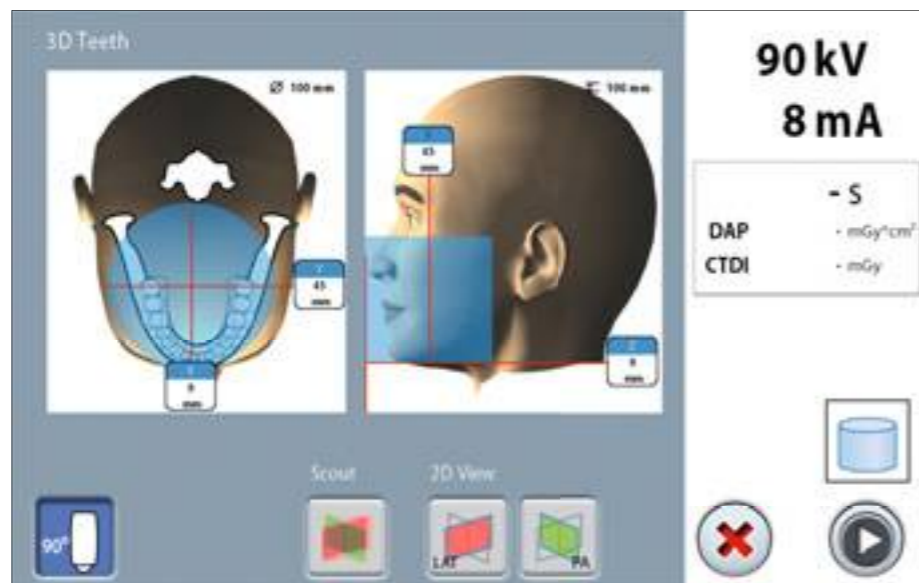 3D Teeth
Ø 100 mm
100 mm
90 kV
8 mA
- S
DAP - mGy*cm²
CTDI - mGy
45
mm
0
mm
mm
0
mm
Scout
2D View
90°
LAT
PA